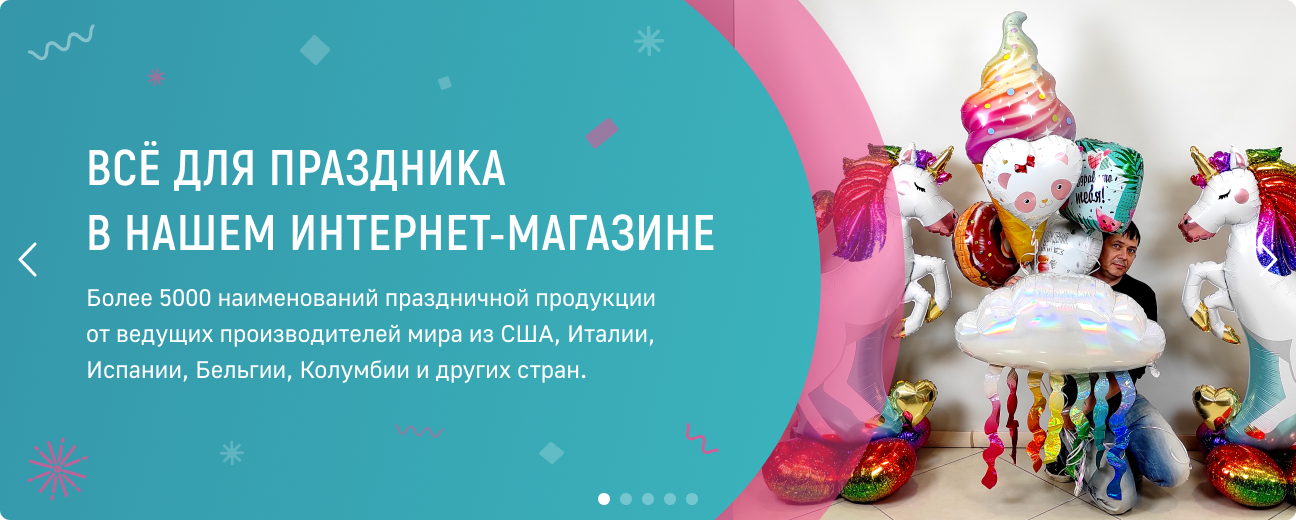 ВСЁ ДЛЯ ПРАЗДНИКА
В НАШЕМ ИНТЕРНЕТ-МАГАЗИНЕ
Более 5000 наименований праздничной продукции
от ведущих производителей мира из США, Италии,
Испании, Бельгии, Колумбии и других стран.
тебя!